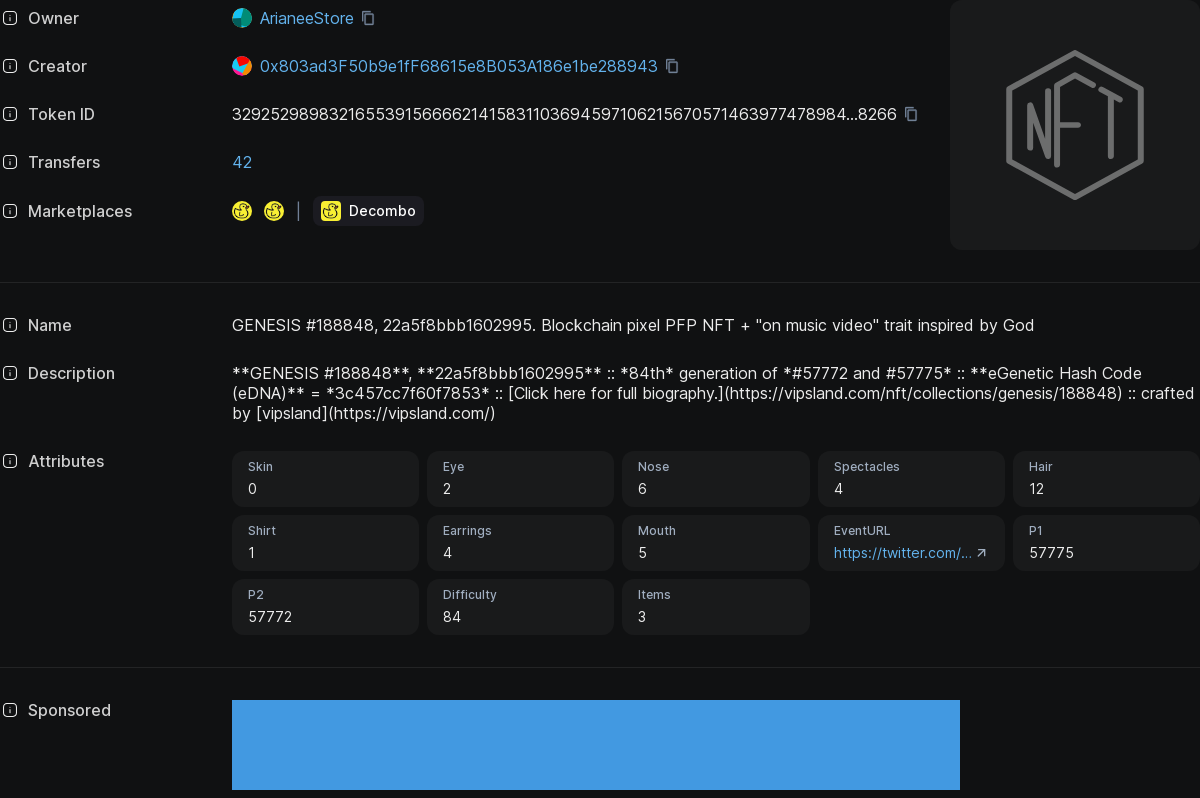 Owner
ArianeeStore
Creator
0x803ad3F50b9e1fF68615e8B053A186e1be288943
Token ID
32925298983216553915666621415831103694597106215670571463977478984...8266
Transfers
42
Marketplaces
Decombo
NFT
Name
GENESIS #188848, 22a5f8bbb1602995. Blockchain pixel PFP NFT + "on music video" trait inspired by God
Description
**GENESIS #188848**, **22a5f8bbb1602995** :: *84th* generation of *#57772 and #57775* :: **eGenetic Hash Code
(eDNA)** = *3c457cc7f60f7853* :: [Click here for full biography.](https://vipsland.com/nft/collections/genesis/188848) :: crafted
by [vipsland](https://vipsland.com/)
Attributes
Skin
0
Eye
2
Nose
6
Spectacles
4
Hair
12
Shirt
1
Earrings
4
Mouth
5
EventURL
https://twitter.com/...
P1
57775
P2
57772
Difficulty
84
Items
3
Sponsored